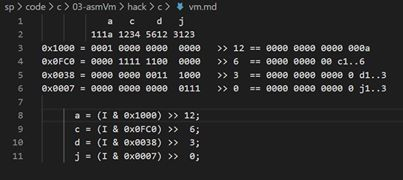 sp > code > c > 03-asmVm > hack > c > vm.md
1 a c d j
2 111a 1234 5612 3123
3 0x1000 = 0001 0000 0000 0000 >> 12 == 0000 0000 0000 000a
4 0x0FC0 = 0000 1111 1100 0000 >> 6 == 0000 0000 00 c1..6
5 0x0038 = 0000 0000 0011 1000 >> 3 == 0000 0000 0000 0 d1..3
6 0x0007 = 0000 0000 0000 0111 >> 0 == 0000 0000 0000 0 j1..3
7
8 a = (I & 0x1000) >> 12;
9 c = (I & 0x0FC0) >> 6;
10 d = (I & 0x0038) >> 3;
11 j = (I & 0x0007) >> 0;